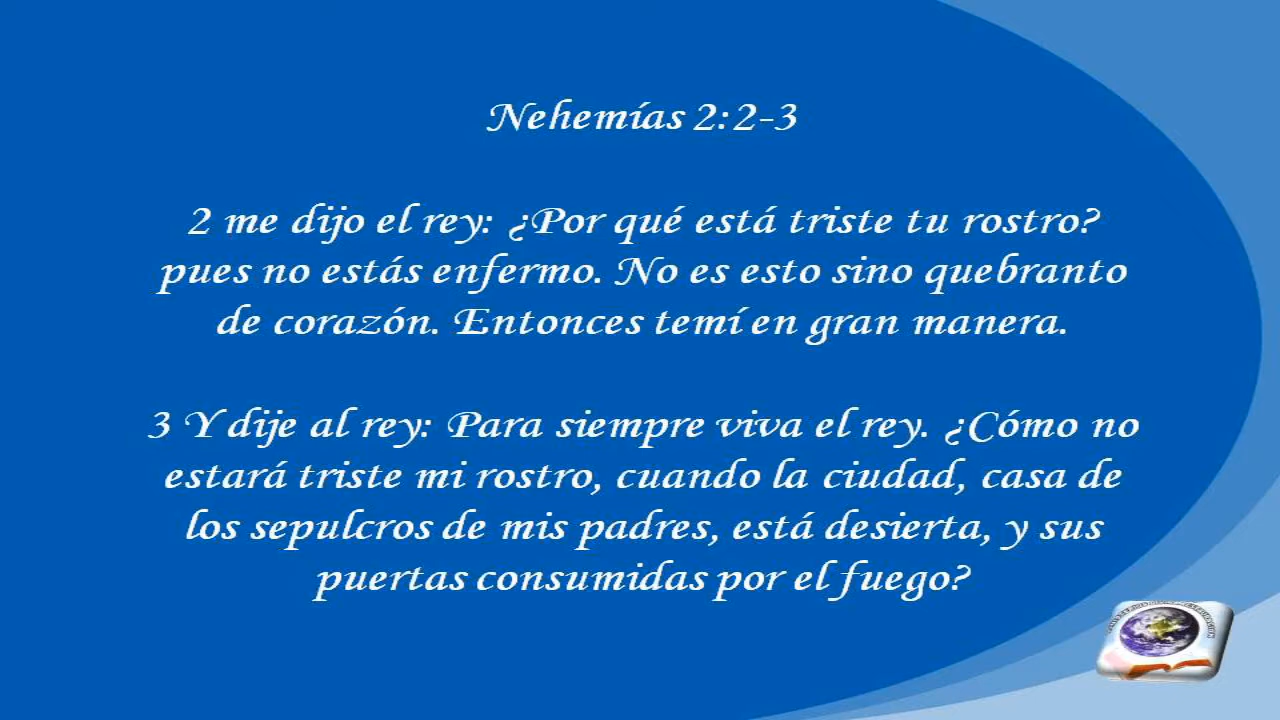 Nehemías 2:2-3
2 me dijo el rey: ¿Por qué está triste tu rostro?
pues no estás enfermo. No es esto sino quebranto
de corazón. Entonces temí en gran manera.
3 Y dije al rey: Para siempre viva el rey. ¿Cómo no
estará triste mi rostro, cuando la ciudad, casa de
los sepulcros de mis padres, está desierta, y sus
puertas consumidas por el fuego?